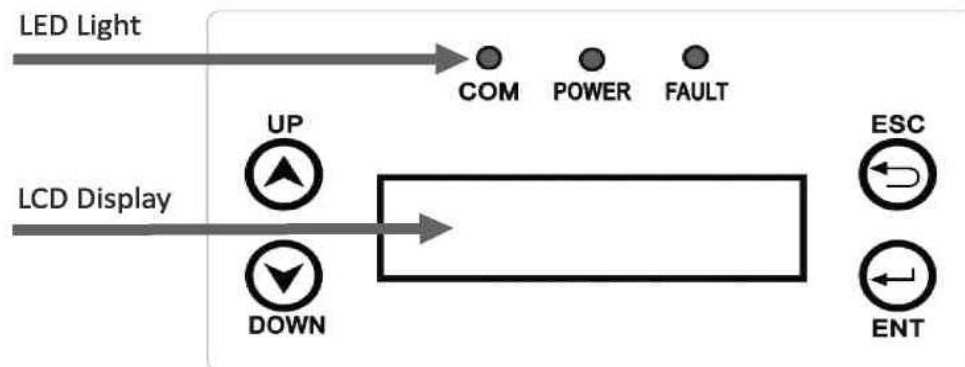 LED Light
COM POWER FAULT
UP
ESC
LCD Display
DOWN
ENT